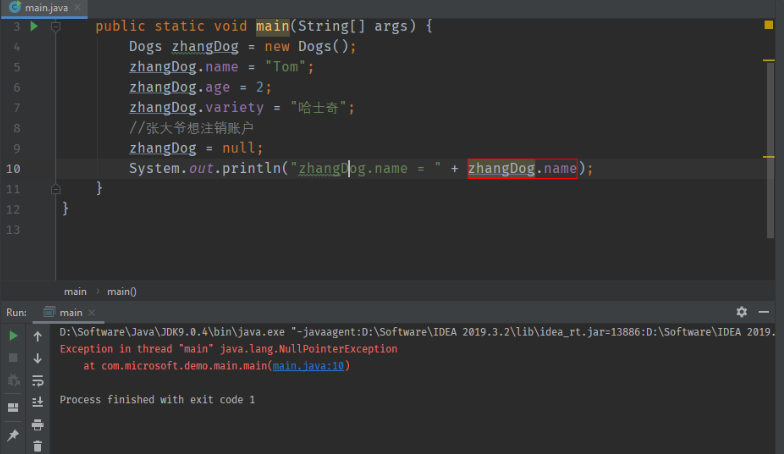 main.java
3 public static void main(String[] args) {
4 Dogs zhangDog = new Dogs();
5 zhangDog.name = "Tom";
6 zhangDog.age = 2;
7 zhangDog.variety = "哈士奇";
8 //张大爷想注销账户
9 zhangDog = null;
10 System.out.println("zhangDog.name = " + zhangDog.name);
11 }
12 }
13
main › main()
Run: main
D:\Software\Java\JDK9.0.4\bin\java.exe "-javaagent:D:\Software\IDEA 2019.3.2\lib\idea_rt.jar=13886:D:\Software\IDEA 2019.
Exception in thread "main" java.lang.NullPointerException
at com.microsoft.demo.main.main(main.java:10)
Process finished with exit code 1